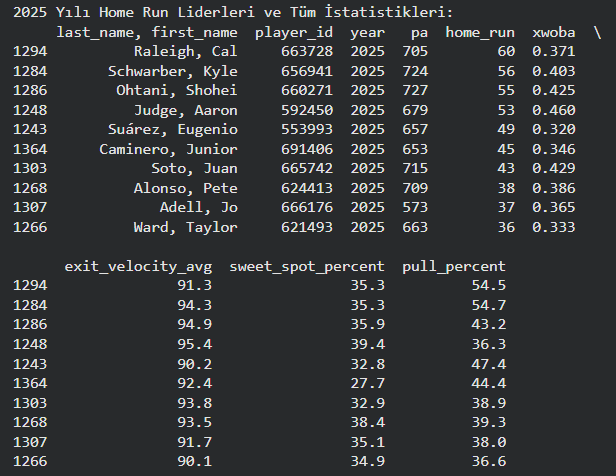 2025 Yılı Home Run Liderleri ve Tüm İstatistikleri:
last_name, first_name player_id year pa home_run xwoba \
1294 Raleigh, Cal 663728 2025 705 60 0.371
1284 Schwarber, Kyle 656941 2025 724 56 0.403
1286 Ohtani, Shohei 660271 2025 727 55 0.425
1248 Judge, Aaron 592450 2025 679 53 0.460
1243 Suárez, Eugenio 553993 2025 657 49 0.320
1364 Caminero, Junior 691406 2025 653 45 0.346
1303 Soto, Juan 665742 2025 715 43 0.429
1268 Alonso, Pete 624413 2025 709 38 0.386
1307 Adell, Jo 666176 2025 573 37 0.365
1266 Ward, Taylor 621493 2025 663 36 0.333
exit_velocity_avg sweet_spot_percent pull_percent
1294 91.3 35.3 54.5
1284 94.3 35.3 54.7
1286 94.9 35.9 43.2
1248 95.4 39.4 36.3
1243 90.2 32.8 47.4
1364 92.4 27.7 44.4
1303 93.8 32.9 38.9
1268 93.5 38.4 39.3
1307 91.7 35.1 38.0
1266 90.1 34.9 36.6